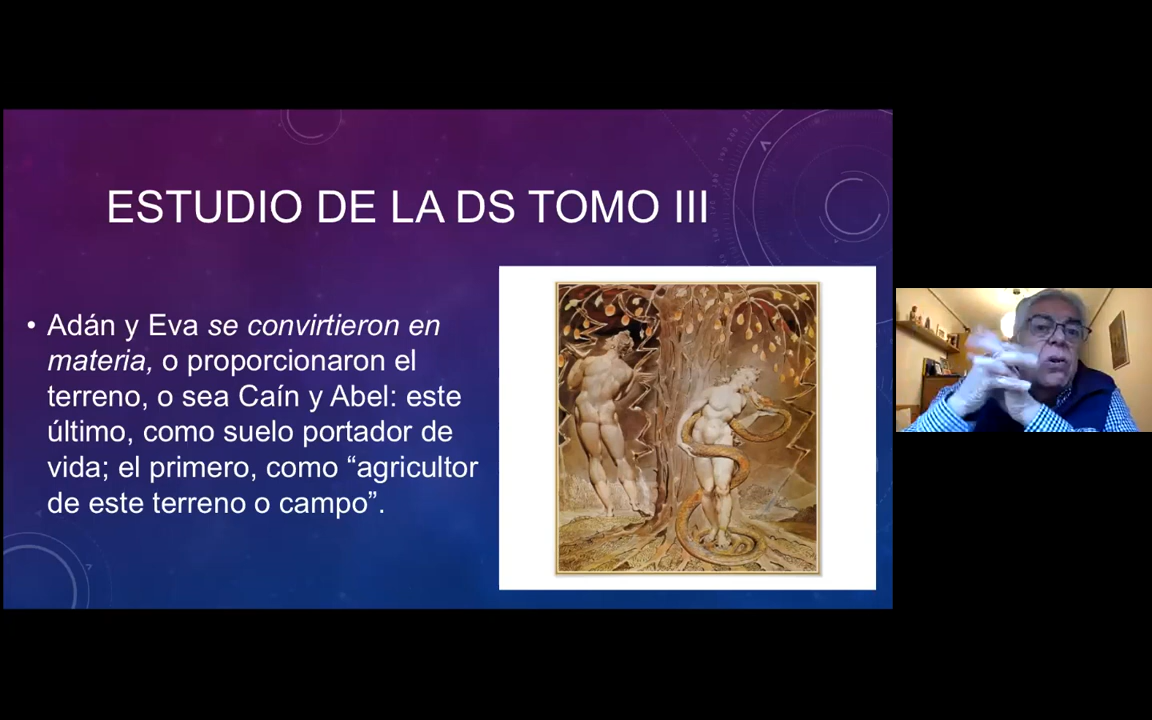 ESTUDIO DE LA DS TOMO III
• Adán y Eva se convirtieron en
materia, o proporcionaron el
terreno, o sea Caín y Abel: este
último, como suelo portador de
vida; el primero, como “agricultor
de este terreno o campo”.